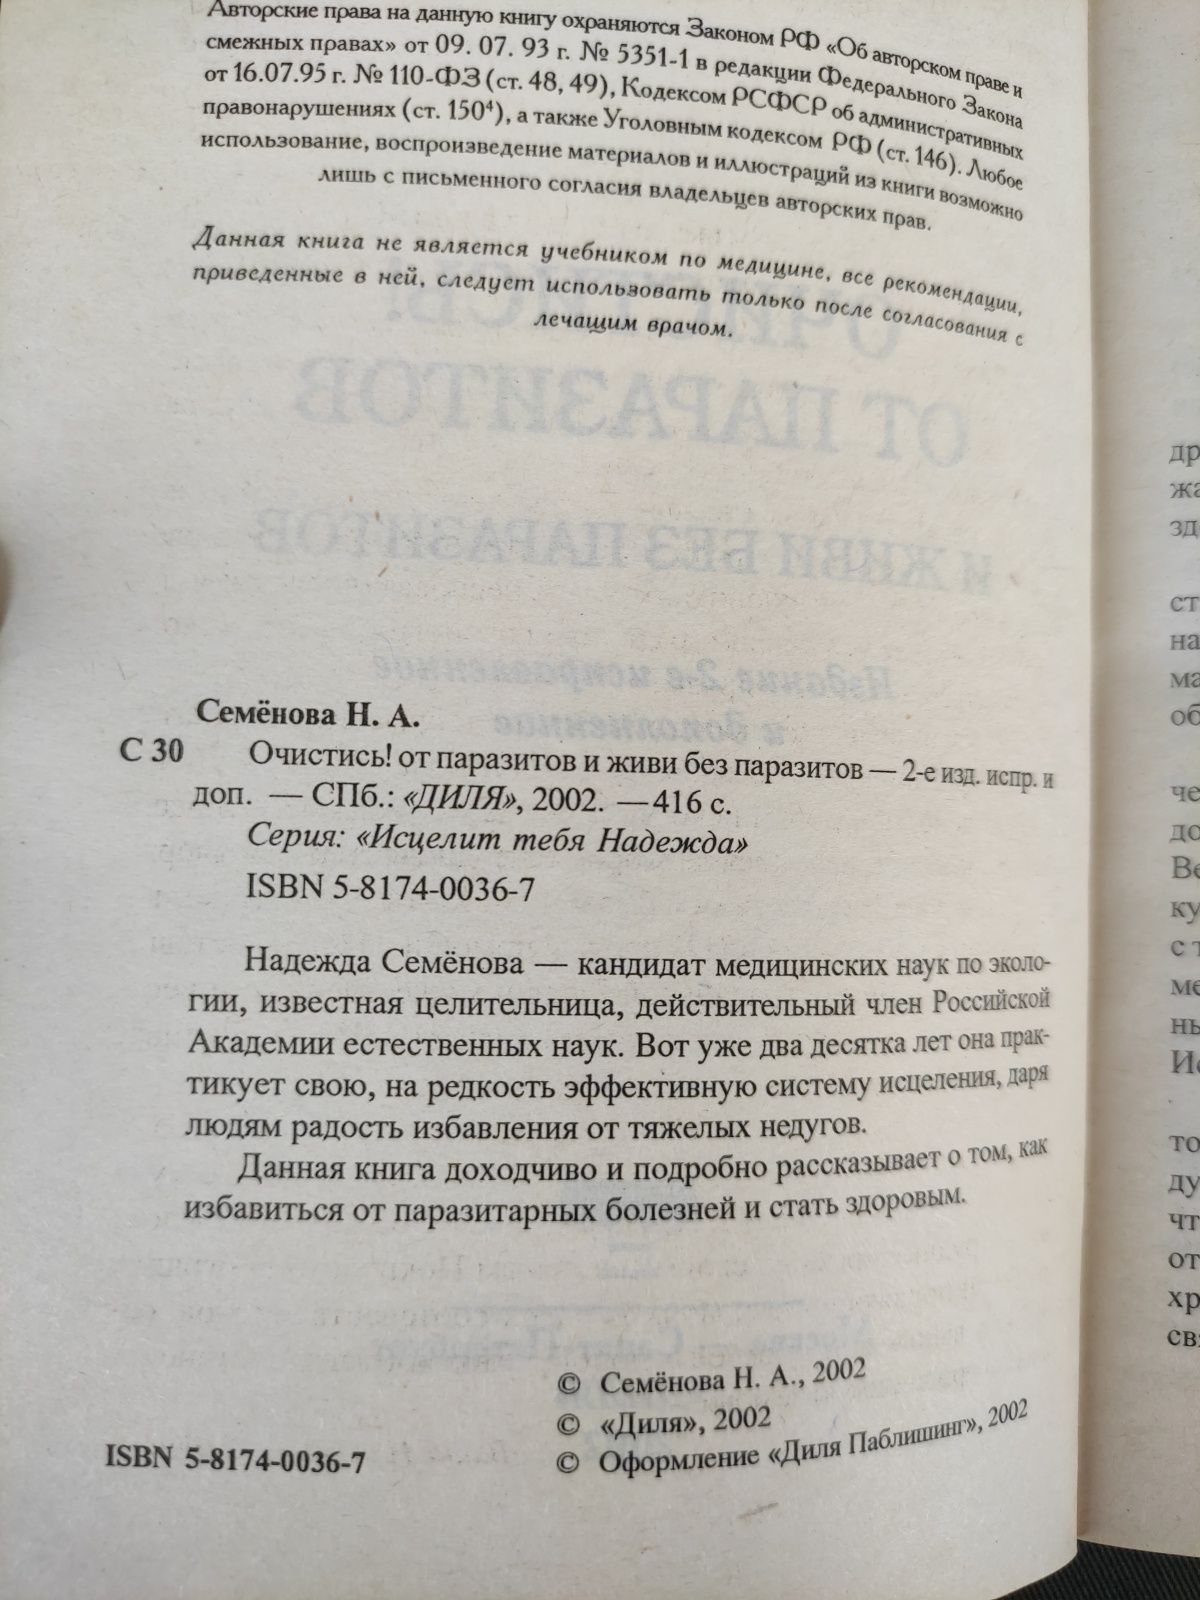 Авторские права на данную книгу охраняются Законом РФ «Об авторском праве и
смежных правах» от 09. 07. 93 г. № 5351-1 в редакции Федерального Закона
от 16.07.95 г. № 110-ФЗ (ст. 48, 49), Кодексом РСФСР об административных
правонарушениях (ст. 150⁴), а также Уголовным кодексом РФ (ст. 146). Любое
использование, воспроизведение материалов и иллюстраций из книги возможно
лишь с письменного согласия владельцев авторских прав.
Данная книга не является учебником по медицине, все рекомендации,
приведенные в ней, следует использовать только после согласования с
лечащим врачом.
Семёнова Н. А.
С 30 Очистись! от паразитов и живи без паразитов — 2-е изд. испр. и
доп. — СПб.: «ДИЛЯ», 2002. — 416 с.
Серия: «Исцелит тебя Надежда»
ISBN 5-8174-0036-7
Надежда Семёнова — кандидат медицинских наук по эколо-
гии, известная целительница, действительный член Российской
Академии естественных наук. Вот уже два десятка лет она прак-
тикует свою, на редкость эффективную систему исцеления, даря
людям радость избавления от тяжелых недугов.
Данная книга доходчиво и подробно рассказывает о том, как
избавиться от паразитарных болезней и стать здоровым.
© Семёнова Н. А., 2002
© «Диля», 2002
ISBN 5-8174-0036-7 © Оформление «Диля Паблишинг», 2002